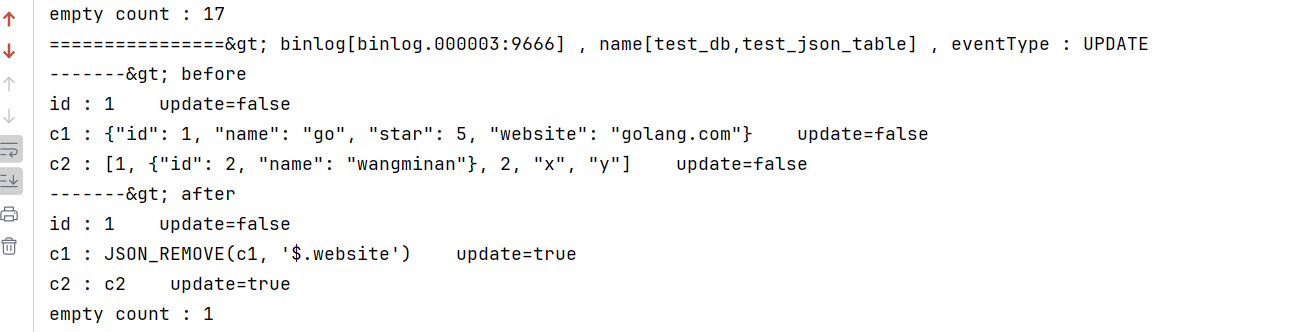 empty count : 17
================&gt; binlog[binlog.000003:9666] , name[test_db,test_json_table] , eventType : UPDATE
-------&gt; before
id : 1    update=false
c1 : {"id": 1, "name": "go", "star": 5, "website": "golang.com"}    update=false
c2 : [1, {"id": 2, "name": "wangminan"}, 2, "x", "y"]    update=false
-------&gt; after
id : 1    update=false
c1 : JSON_REMOVE(c1, '$.website')    update=true
c2 : c2    update=true
empty count : 1